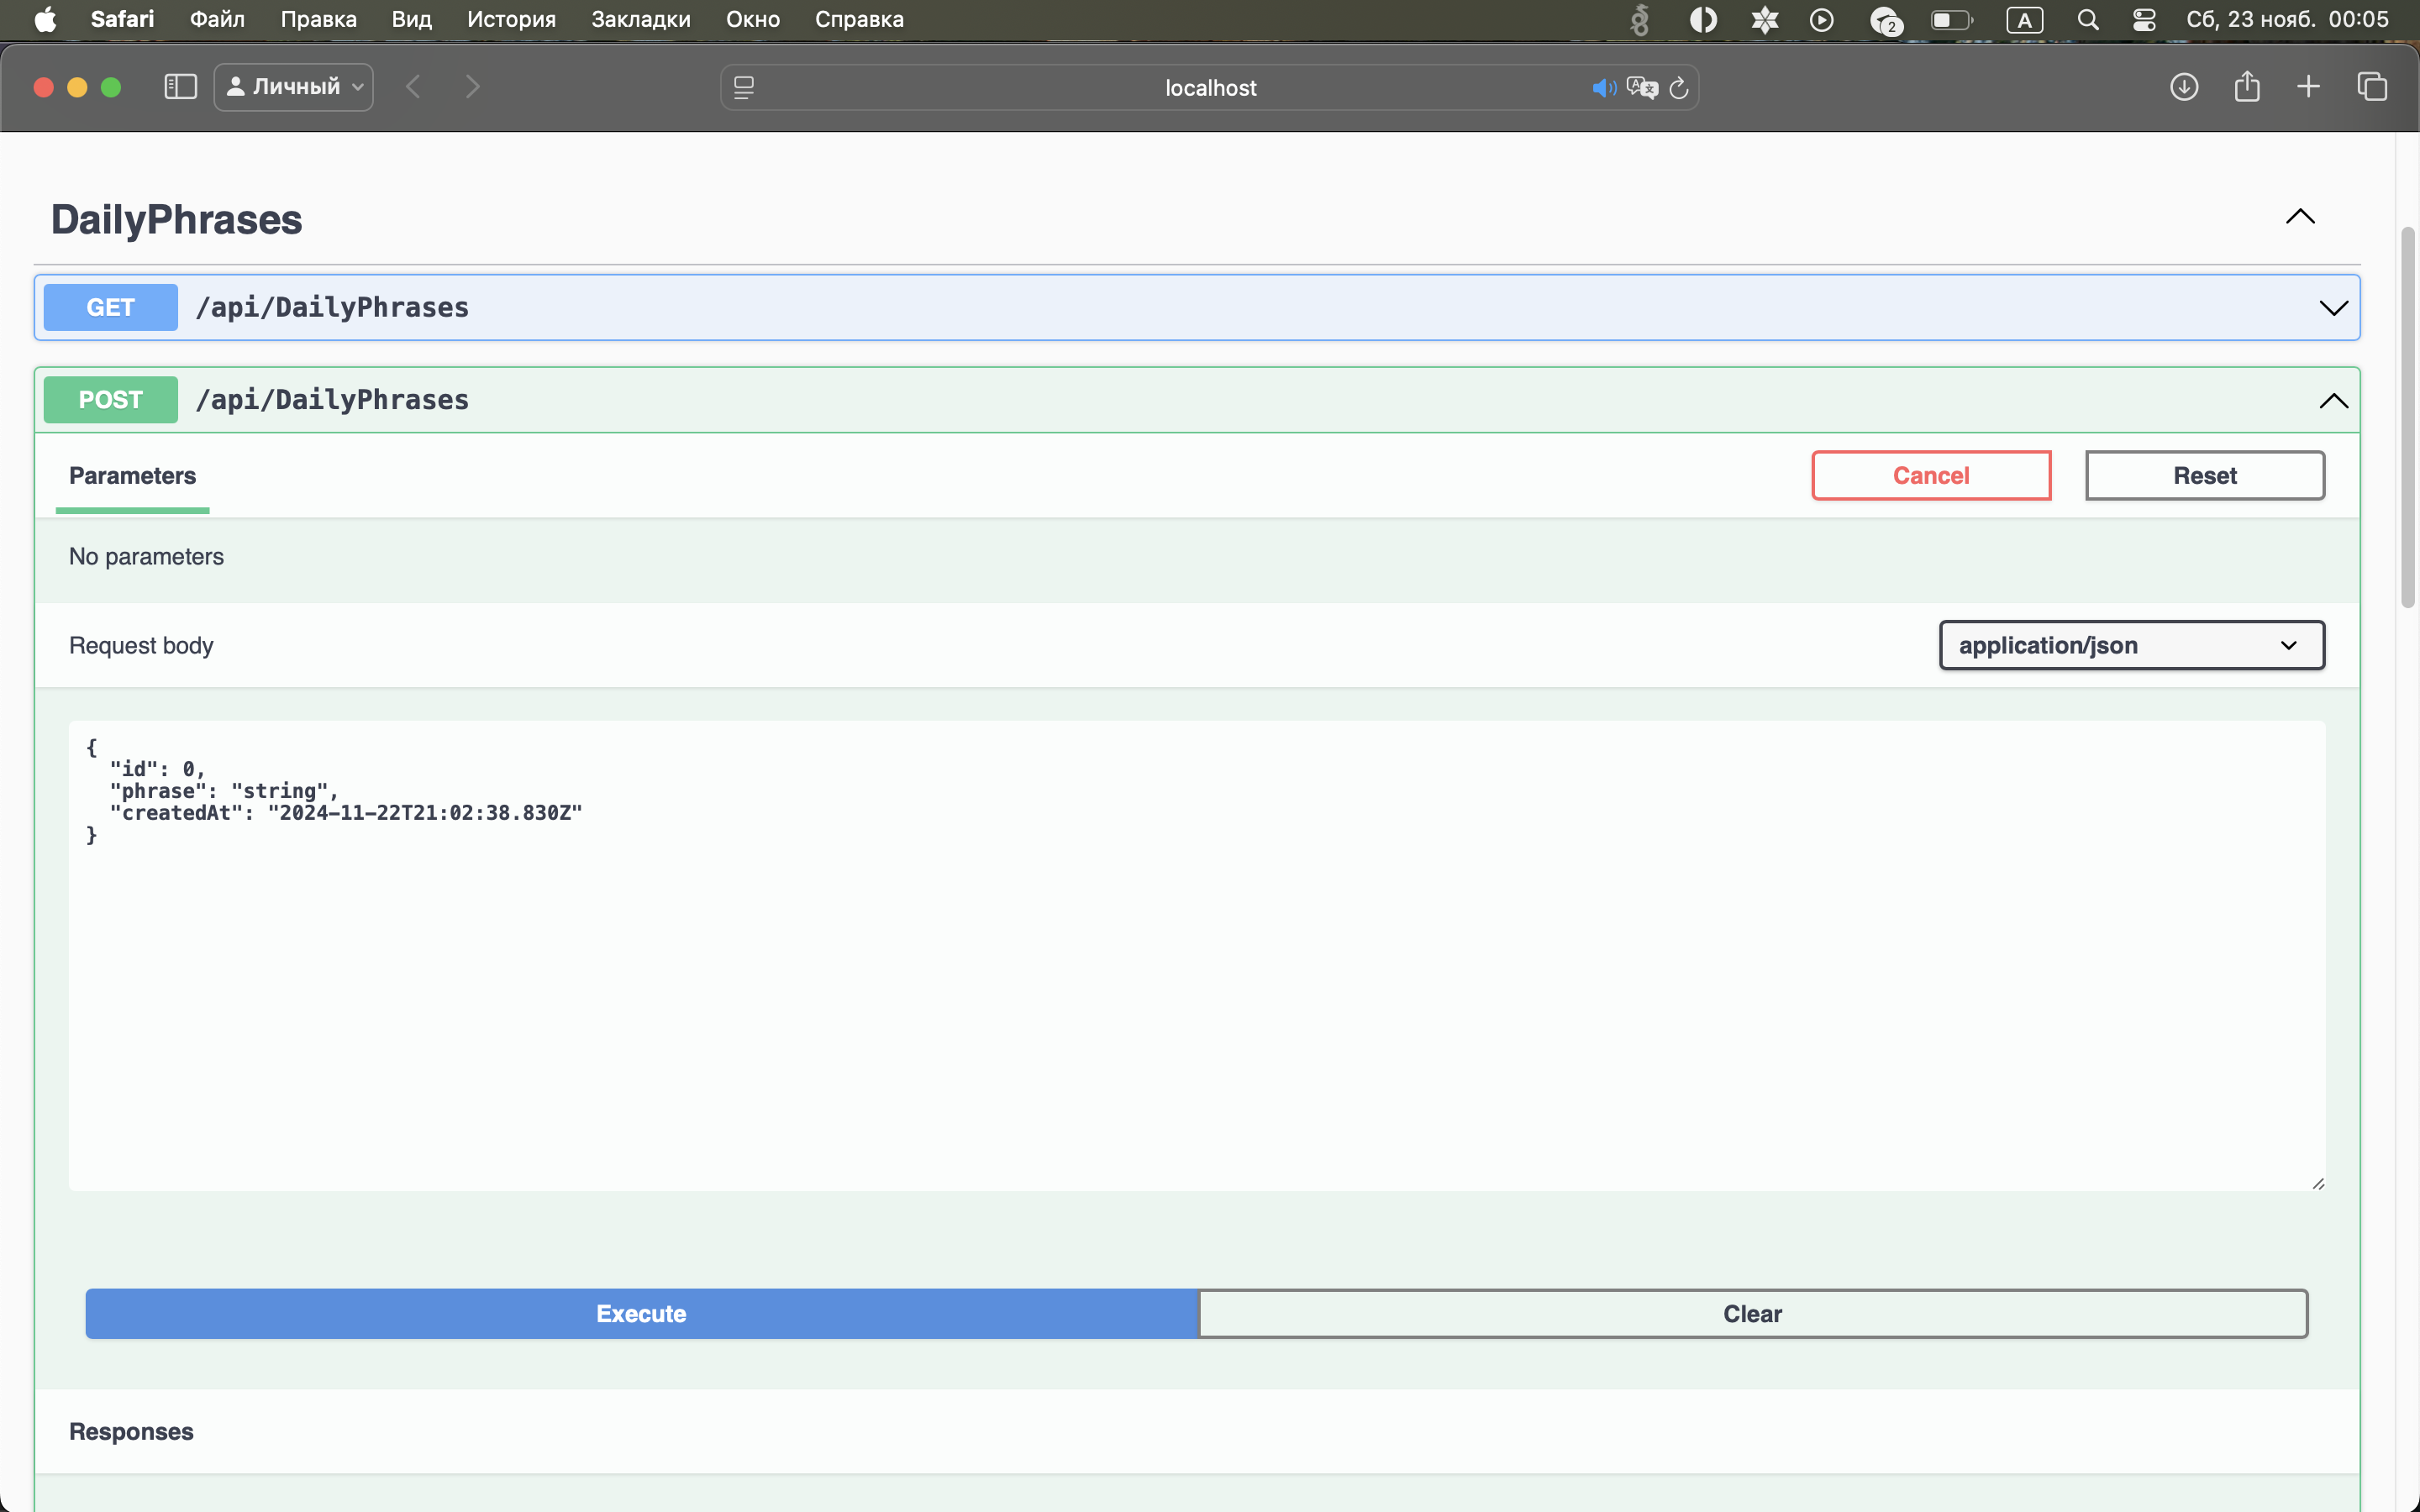 Safari Файл Правка Вид История Закладки Окно Справка 2 A Сб, 23 нояб. 00:05
Личный localhost
DailyPhrases
GET /api/DailyPhrases
POST /api/DailyPhrases
Parameters Cancel Reset
No parameters
Request body application/json
{
  "id": 0,
  "phrase": "string",
  "createdAt": "2024-11-22T21:02:38.830Z"
}
Execute Clear
Responses